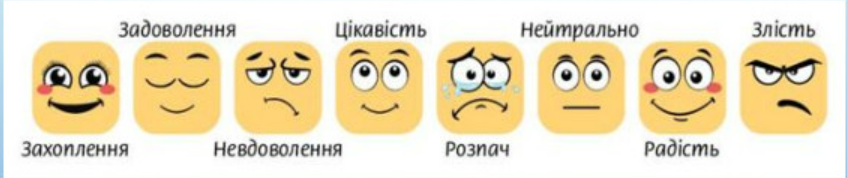 Задоволення Цікавість Нейтрально Злість
Захоплення Невдоволення Розпач Радість